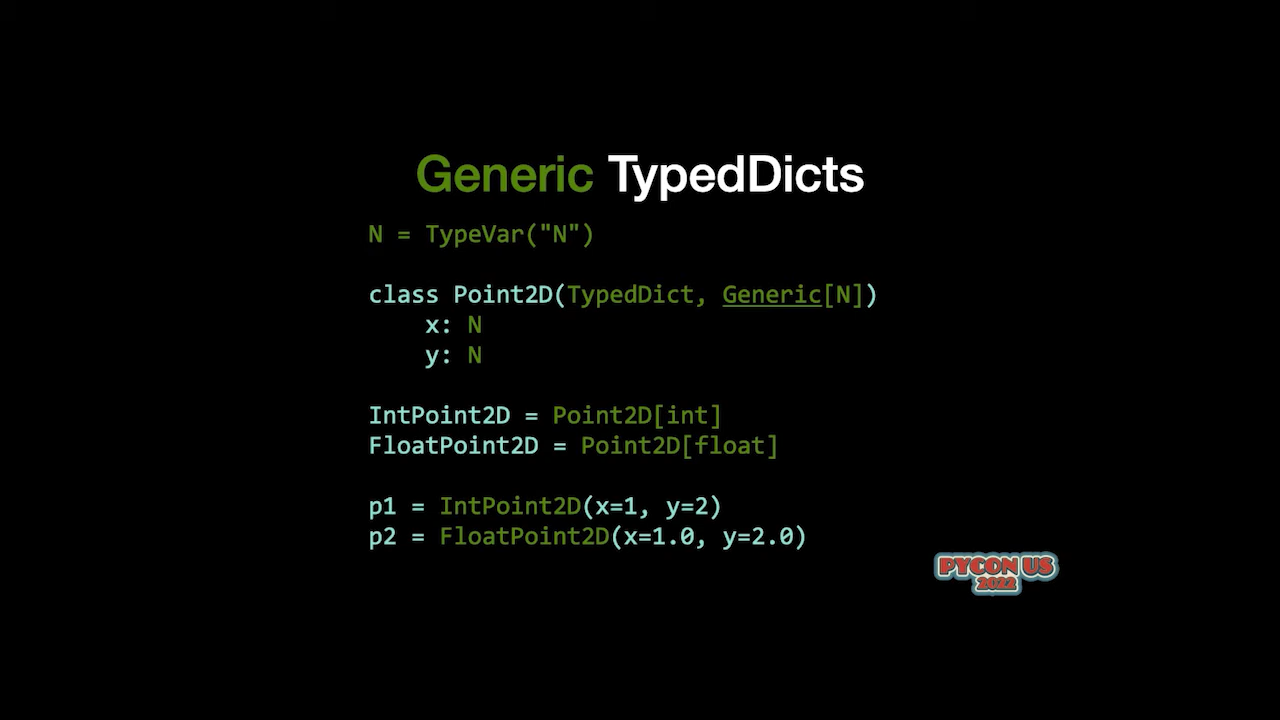 Generic TypedDicts
N = TypeVar("N")
class Point2D(TypedDict, Generic[N])
    x: N
    y: N
IntPoint2D = Point2D[int]
FloatPoint2D = Point2D[float]
p1 = IntPoint2D(x=1, y=2)
p2 = FloatPoint2D(x=1.0, y=2.0)
PYCON US
2022